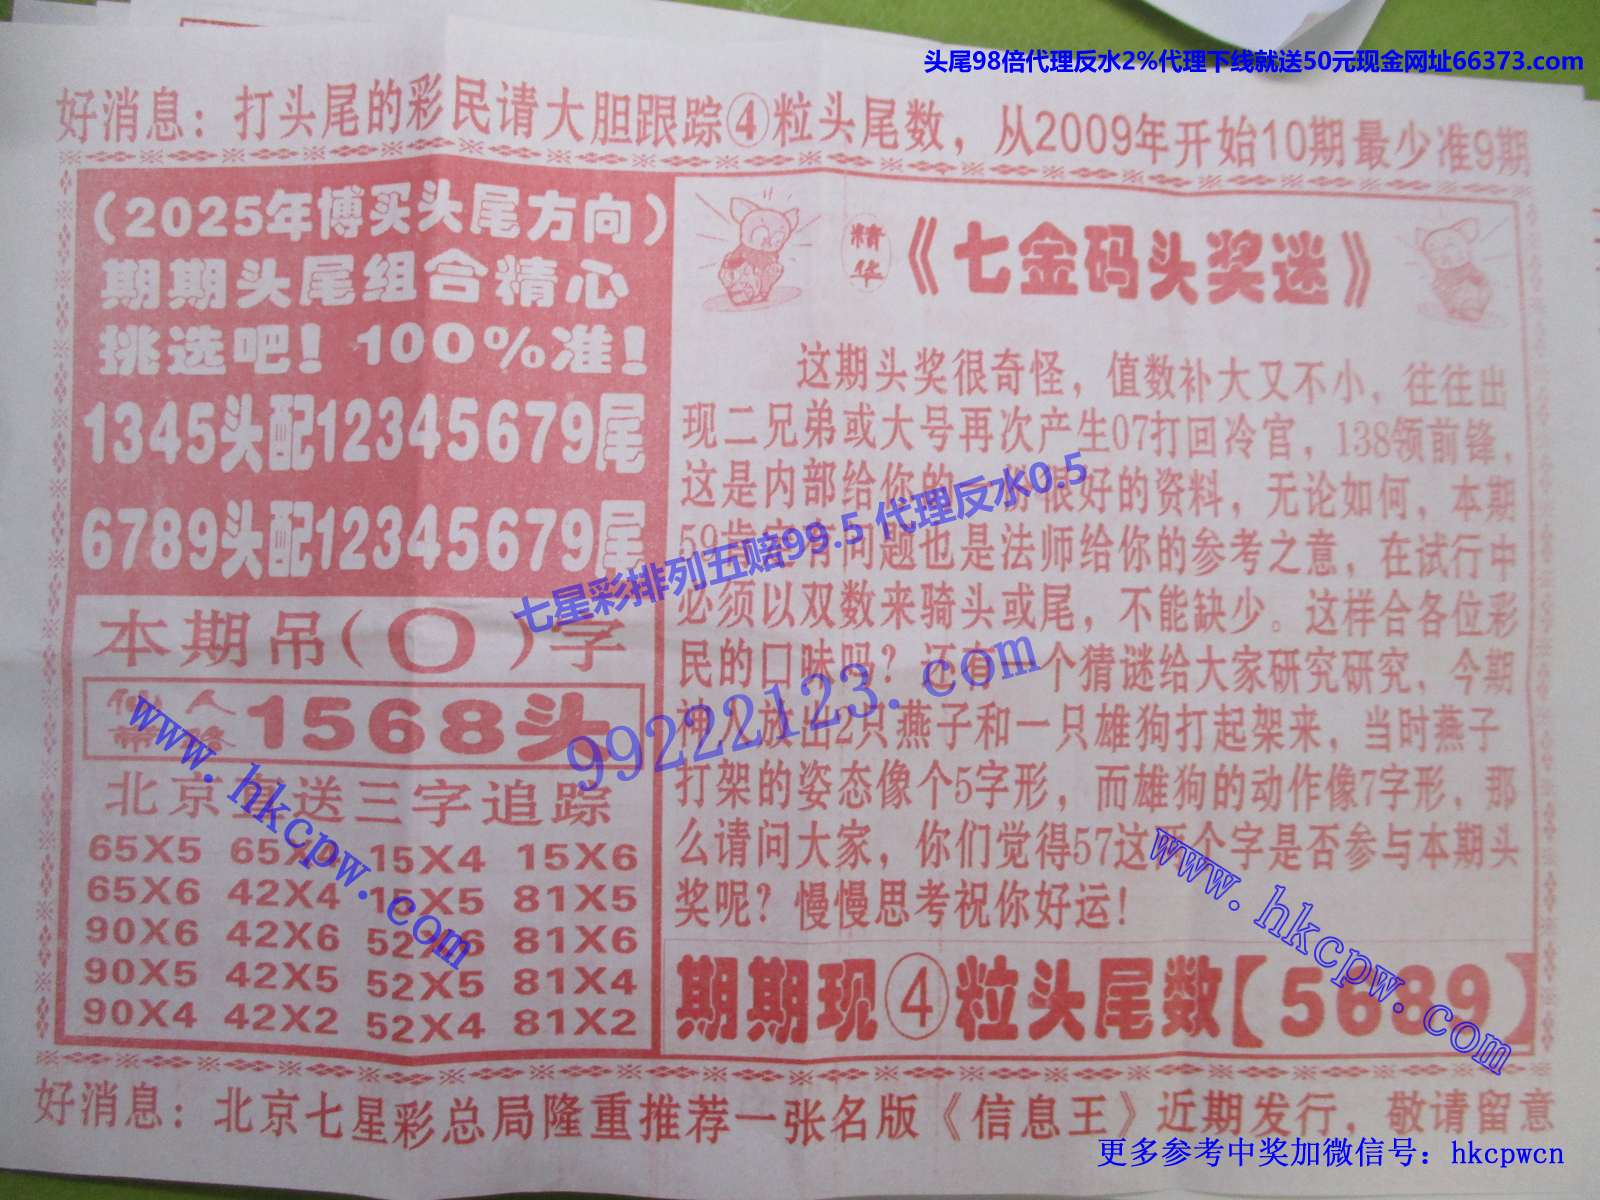 头尾98倍代理反水2%代理下线就送50元现金网址66373.com
好消息：打头尾的彩民请大胆跟踪④粒头尾数，从2009年开始10期最少准9期
（2025年博买头尾方向）
期期头尾组合精心
挑选吧！100%准！
1345头配12345679尾
6789头配12345679尾
本期吊(O)字
1568头
北京 送三字追踪
65X5 65X4 15X4 15X6
65X6 42X4 15X5 81X5
90X6 42X6 52X6 81X6
90X5 42X5 52X5 81X4
90X4 42X2 52X4 81X2
精华《七金码头奖迷》
这期头奖很奇怪，值数补大又不小，往往出
现二兄弟或大号再次产生07打回冷宫，138领前锋，
这是内部给你的一份很好的资料，无论如何，本期
59肯定有问题也是法师给你的参考之意，在试行中
必须以双数来骑头或尾，不能缺少。这样合各位彩
民的口味吗？还有一个猜谜给大家研究研究，今期
神人放出2只燕子和一只雄狗打起架来，当时燕子
打架的姿态像个5字形，而雄狗的动作像7字形，那
么请问大家，你们觉得57这两个字是否参与本期头
奖呢？慢慢思考祝你好运！
期期现④粒头尾数【5689】
好消息：北京七星彩总局隆重推荐一张名版《信息王》近期发行，敬请留意
七星彩排列五赔99.5 代理反水0.5
99222123.com
www.hkcpw.com
www.hkcpw.com
更多参考中奖加微信号：hkcpwcn